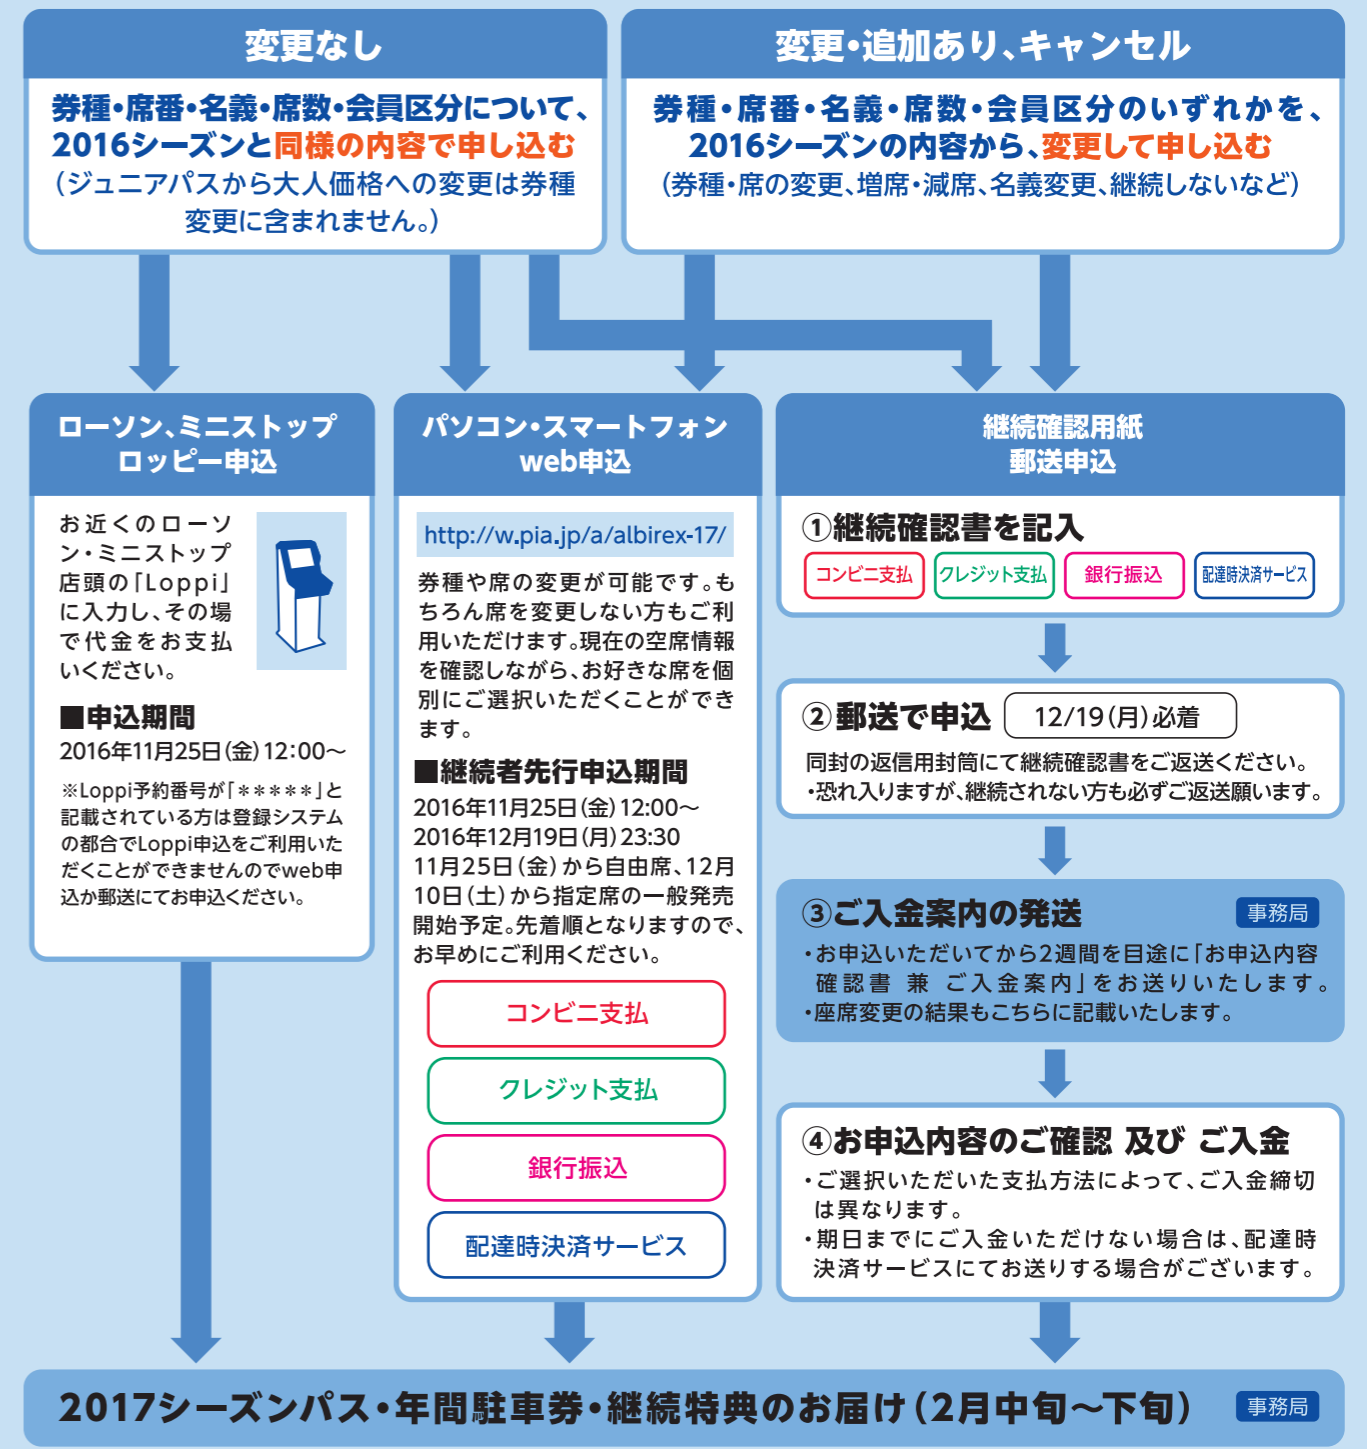 変更なし
券種・席番・名義・席数・会員区分について、
2016シーズンと同様の内容で申し込む
（ジュニアパスから大人価格への変更は券種
変更に含まれません。）
変更・追加あり、キャンセル
券種・席番・名義・席数・会員区分のいずれかを、
2016シーズンの内容から、変更して申し込む
（券種・席の変更、増席・減席、名義変更、継続しないなど）
ローソン、ミニストップ
ロッピー申込
お近くのローソ
ン・ミニストップ
店頭の「Loppi」
に入力し、その場
で代金をお支払
いください。
■申込期間
2016年11月25日（金）12：00〜
※Loppi予約番号が「＊＊＊＊＊」と
記載されている方は登録システム
の都合でLoppi申込をご利用いた
だくことができませんのでweb申
込か郵送にてお申込ください。
パソコン・スマートフォン
web申込
http://w.pia.jp/a/albirex-17/
券種や席の変更が可能です。も
ちろん席を変更しない方もご利
用いただけます。現在の空席情報
を確認しながら、お好きな席を個
別にご選択いただくことができ
ます。
■継続者先行申込期間
2016年11月25日（金）12:00〜
2016年12月19日（月）23:30
11月25日（金）から自由席、12月
10日（土）から指定席の一般発売
開始予定。先着順となりますので、
お早めにご利用ください。
コンビニ支払
クレジット支払
銀行振込
配達時決済サービス
継続確認用紙
郵送申込
①継続確認書を記入
コンビニ支払 クレジット支払 銀行振込 配達時決済サービス
②郵送で申込 12/19（月）必着
同封の返信用封筒にて継続確認書をご返送ください。
・恐れ入りますが、継続されない方も必ずご返送願います。
③ご入金案内の発送 事務局
・お申込いただいてから2週間を目途に「お申込内容
確認書 兼 ご入金案内」をお送りいたします。
・座席変更の結果もこちらに記載いたします。
④お申込内容のご確認 及び ご入金
・ご選択いただいた支払方法によって、ご入金締切
は異なります。
・期日までにご入金いただけない場合は、配達時
決済サービスにてお送りする場合がございます。
2017シーズンパス・年間駐車券・継続特典のお届け（2月中旬〜下旬） 事務局